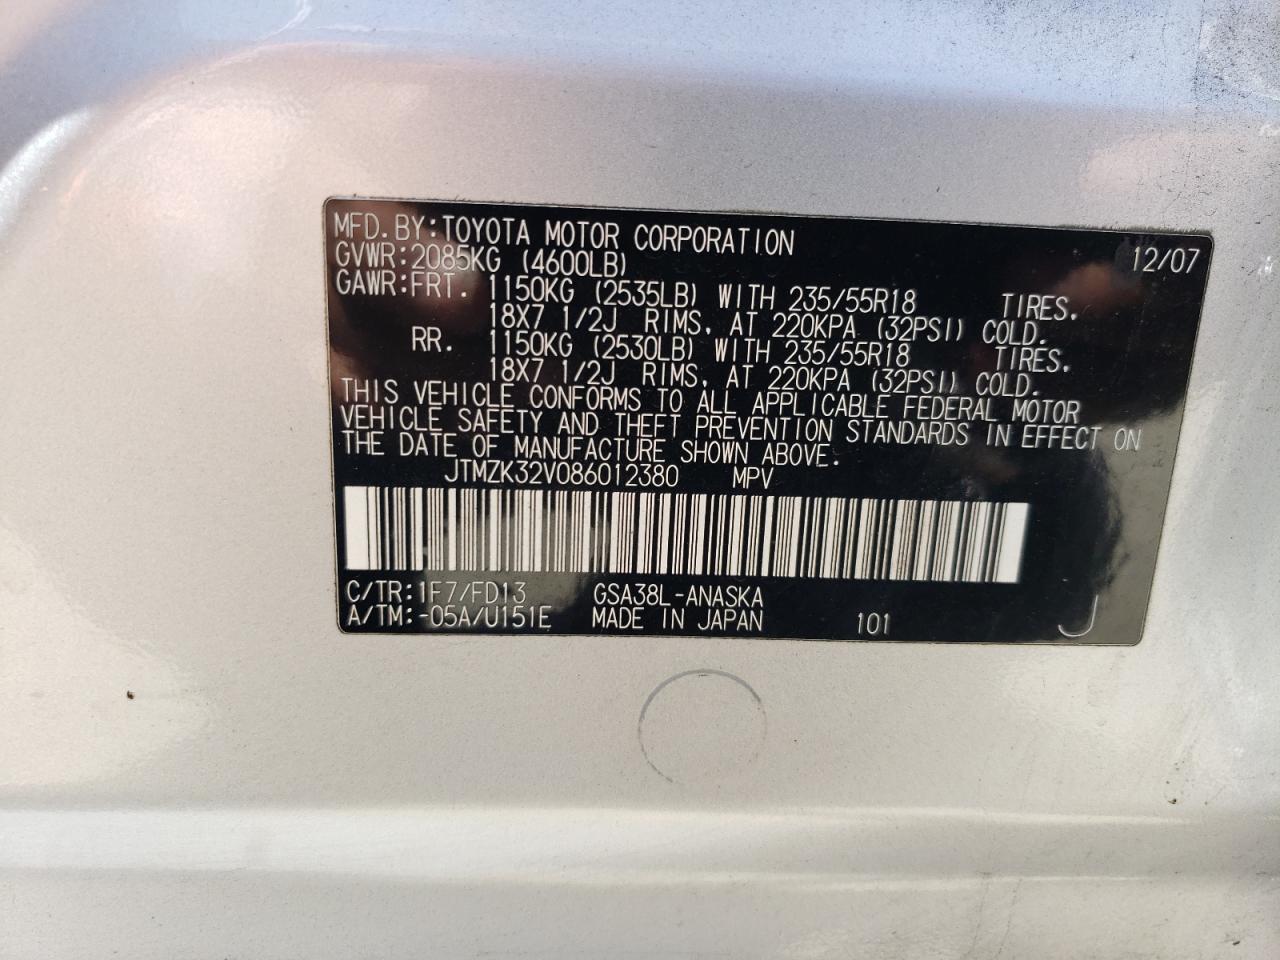 MFD. BY:TOYOTA MOTOR CORPORATION 12/07
GVWR:2085KG (4600LB)
GAWR:FRT. 1150KG (2535LB) WITH 235/55R18 TIRES.
18X7 1/2J RIMS, AT 220KPA (32PSI) COLD.
RR. 1150KG (2530LB) WITH 235/55R18 TIRES.
18X7 1/2J RIMS, AT 220KPA (32PSI) COLD.
THIS VEHICLE CONFORMS TO ALL APPLICABLE FEDERAL MOTOR
VEHICLE SAFETY AND THEFT PREVENTION STANDARDS IN EFFECT ON
THE DATE OF MANUFACTURE SHOWN ABOVE.
JTMZK32V086012380 MPV
C/TR:1F7/FD13 GSA38L-ANASKA
A/TM:-05A/U151E MADE IN JAPAN 101 J